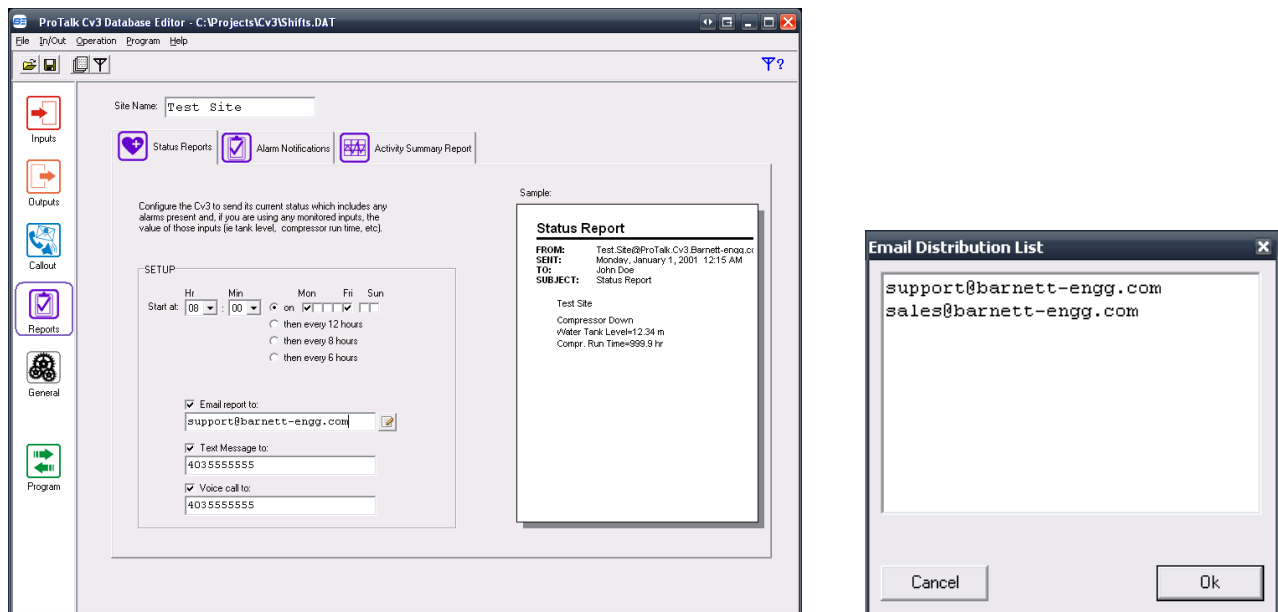 ProTalk Cv3 Database Editor - C:\Projects\Cv3\Shifts.DAT
File In/Out Operation Program Help
?
Inputs
Outputs
Callout
Reports
General
Program
Site Name: Test Site
Status Reports Alarm Notifications Activity Summary Report
Configure the Cv3 to send its current status which includes any
alarms present and, if you are using any monitored inputs, the
value of those inputs (ie tank level, compressor run time, etc).
SETUP
Hr Min Mon Fri Sun
Start at: 08 : 00 on
then every 12 hours
then every 8 hours
then every 6 hours
Email report to:
support@barnett-engg.com
Text Message to:
4035555555
Voice call to:
4035555555
Sample:
Status Report
FROM: Test.Site@ProTalk.Cv3.Barnett-engg.cc
SENT: Monday, January 1, 2001 12:15 AM
TO: John Doe
SUBJECT: Status Report
Test Site
Compressor Down
Water Tank Level=12.34 m
Compr. Run Time=999.9 hr
Email Distribution List
support@barnett-engg.com
sales@barnett-engg.com
Cancel Ok